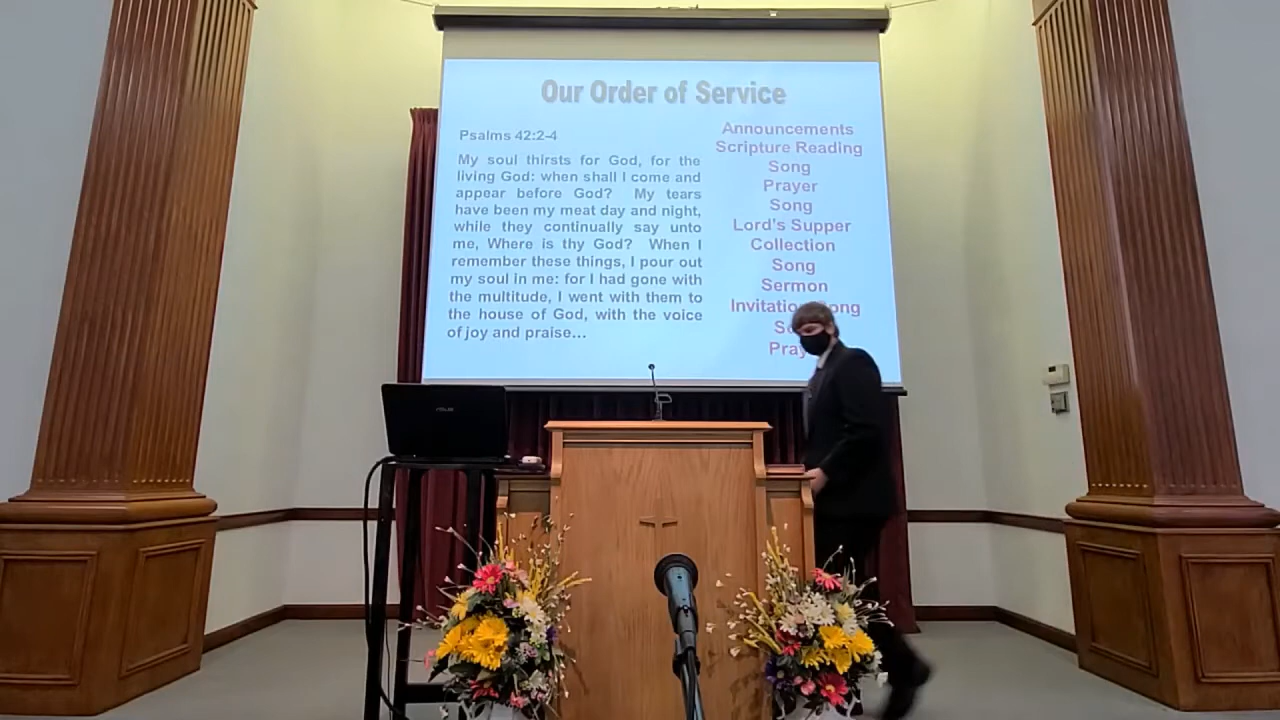 Our Order of Service
Psalms 42:2-4
My soul thirsts for God, for the
living God: when shall I come and
appear before God? My tears
have been my meat day and night,
while they continually say unto
me, Where is thy God? When I
remember these things, I pour out
my soul in me: for I had gone with
the multitude, I went with them to
the house of God, with the voice
of joy and praise...
Announcements
Scripture Reading
Song
Prayer
Song
Lord's Supper
Collection
Song
Sermon
Invitation Song
ASUS